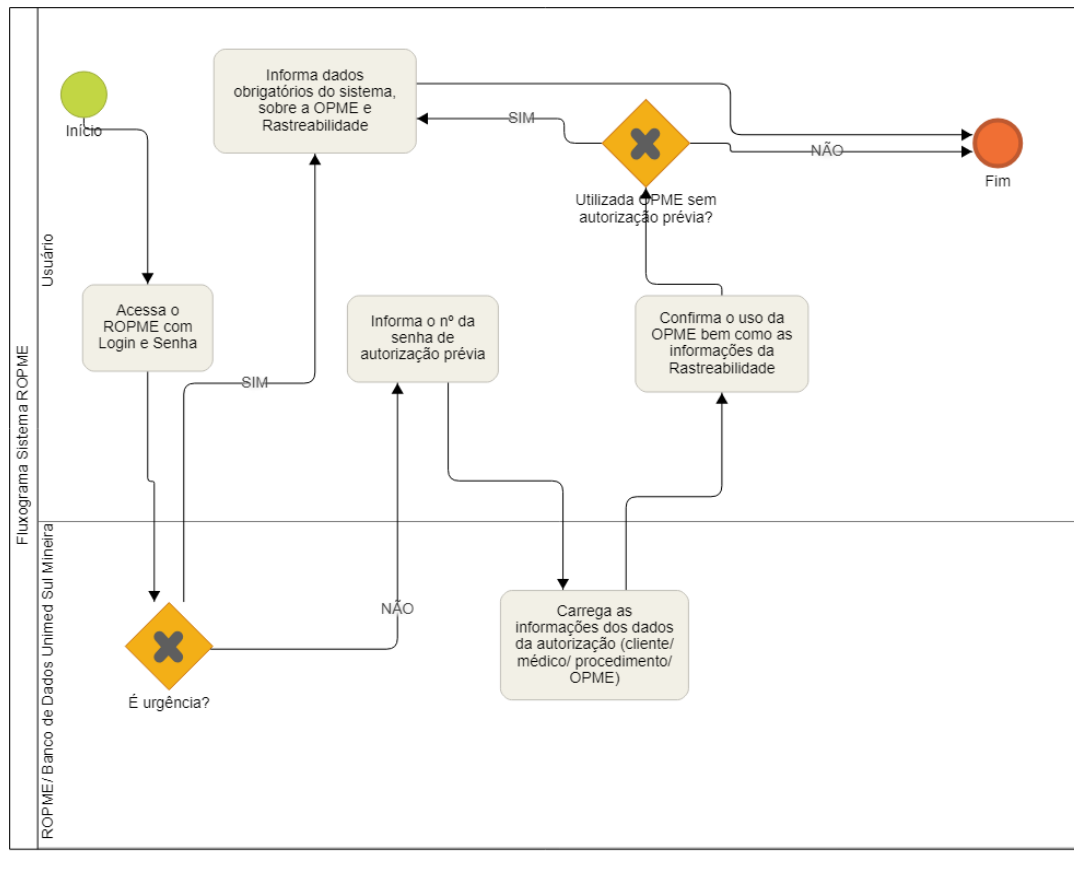 Fluxograma Sistema ROPME
Usuário
Início
Informa dados
obrigatórios do sistema,
sobre a OPME e
Rastreabilidade
SIM
Utilizada OPME sem
autorização prévia?
NÃO
Fim
Acessa o
ROPME com
Login e Senha
Informa o nº da
senha de
autorização prévia
Confirma o uso da
OPME bem como as
informações da
Rastreabilidade
SIM
ROPME/ Banco de Dados Unimed Sul Mineira
NÃO
É urgência?
Carrega as
informações dos dados
da autorização (cliente/
médico/ procedimento/
OPME)